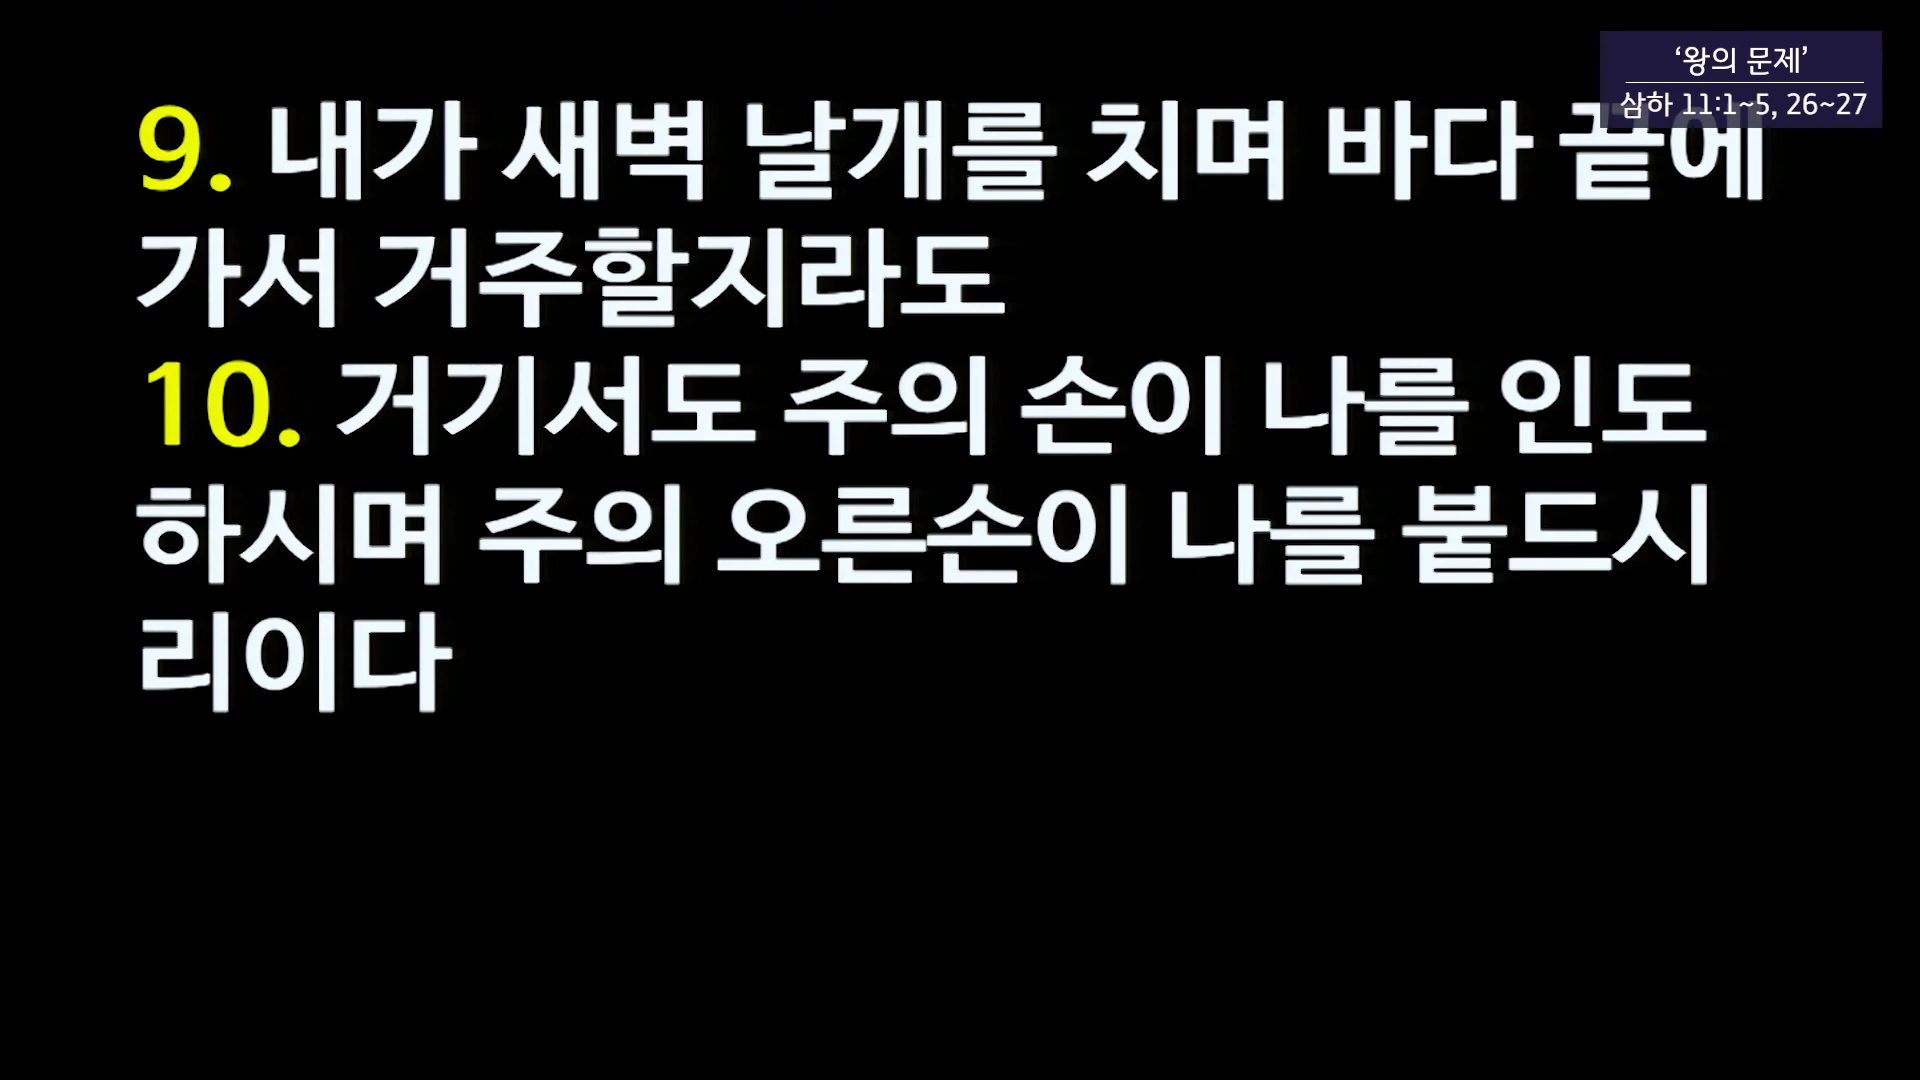 ‘왕의 문제’
삼하 11:1~5, 26~27
9. 내가 새벽 날개를 치며 바다 끝에
가서 거주할지라도
10. 거기서도 주의 손이 나를 인도
하시며 주의 오른손이 나를 붙드시
리이다